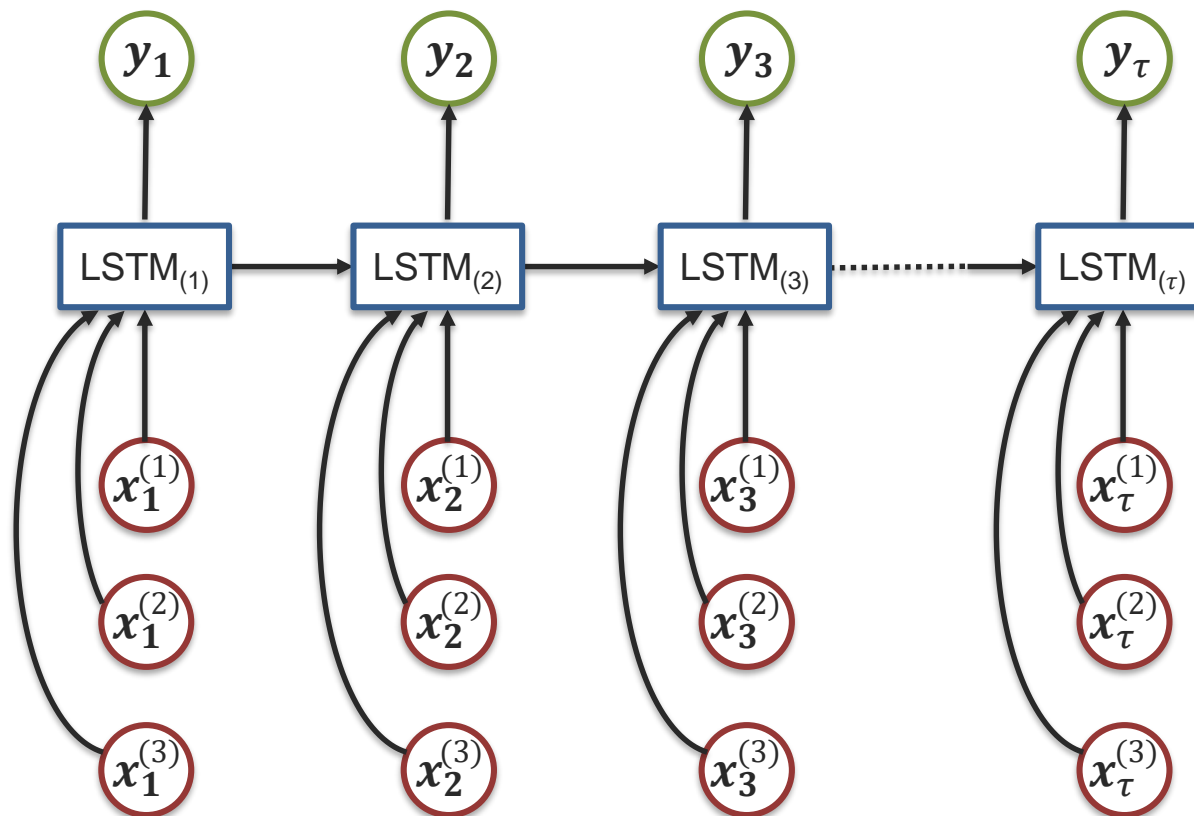 y₁ y₂ y₃ y_τ
LSTM₍₁₎ LSTM₍₂₎ LSTM₍₃₎ LSTM₍τ₎
x₁⁽¹⁾ x₂⁽¹⁾ x₃⁽¹⁾ x_τ⁽¹⁾
x₁⁽²⁾ x₂⁽²⁾ x₃⁽²⁾ x_τ⁽²⁾
x₁⁽³⁾ x₂⁽³⁾ x₃⁽³⁾ x_τ⁽³⁾